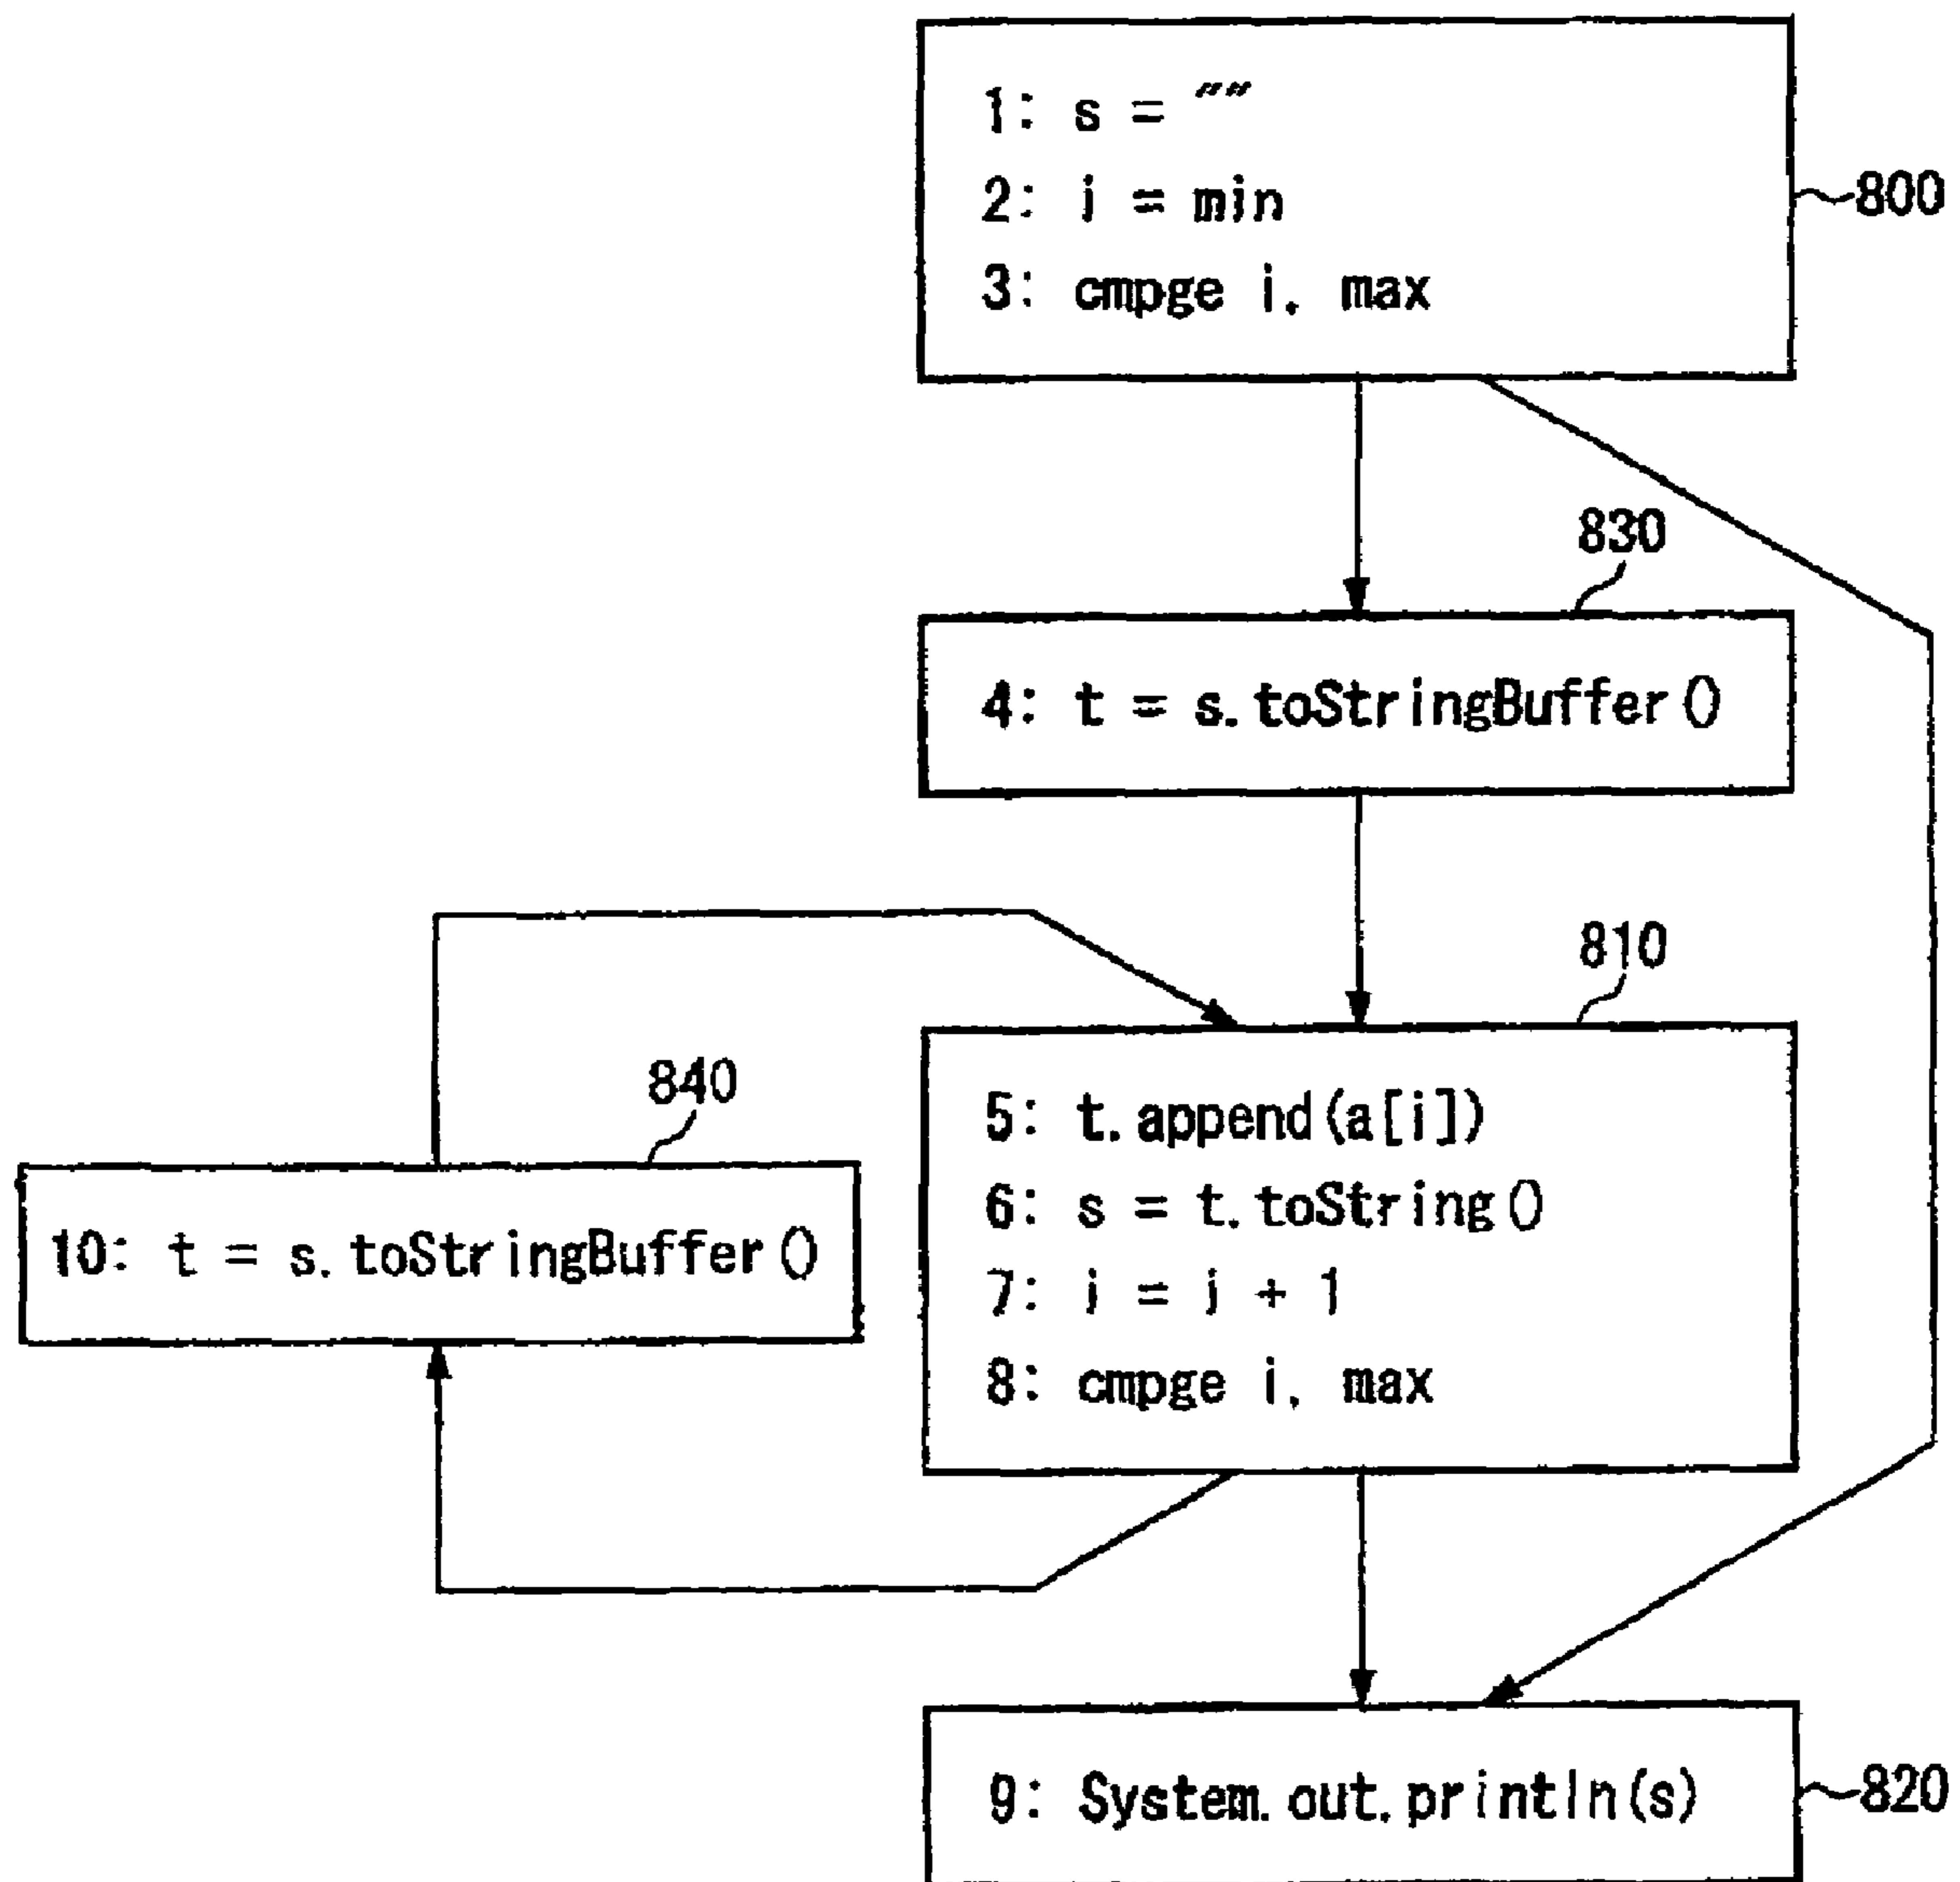 1: s = ""
2: i = min
3: cmpge i, max
800
830
4: t = s.toStringBuffer()
810
840
5: t.append(a[i])
6: s = t.toString()
7: i = i + 1
8: cmpge i, max
10: t = s.toStringBuffer()
9: System.out.println(s)
820